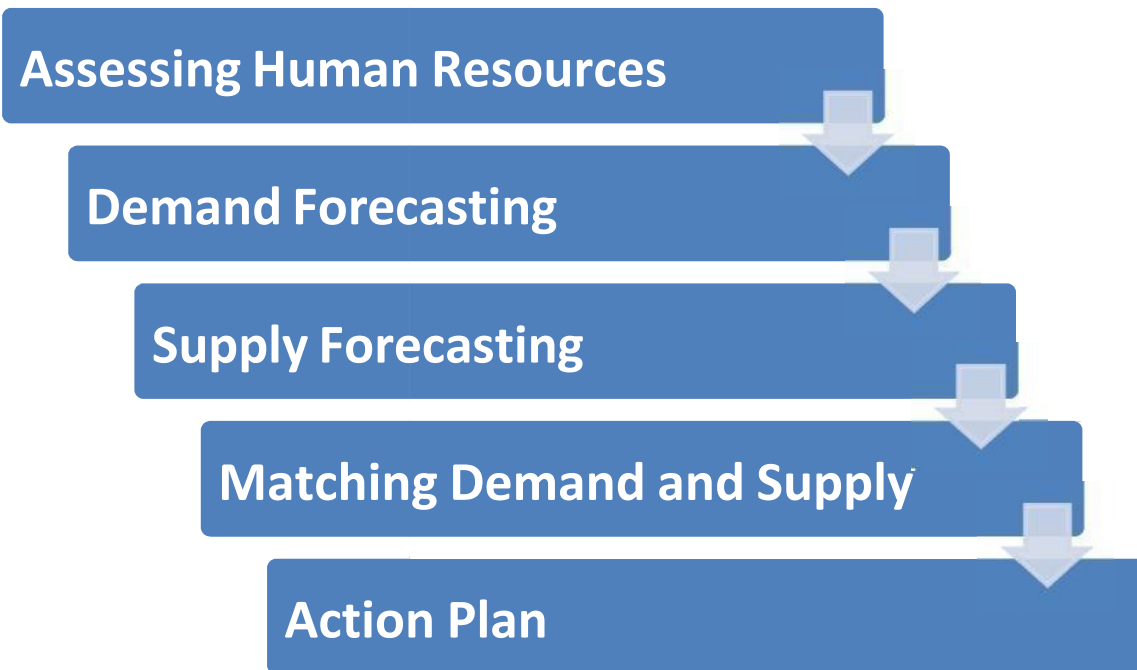 Assessing Human Resources
Demand Forecasting
Supply Forecasting
Matching Demand and Supply
Action Plan